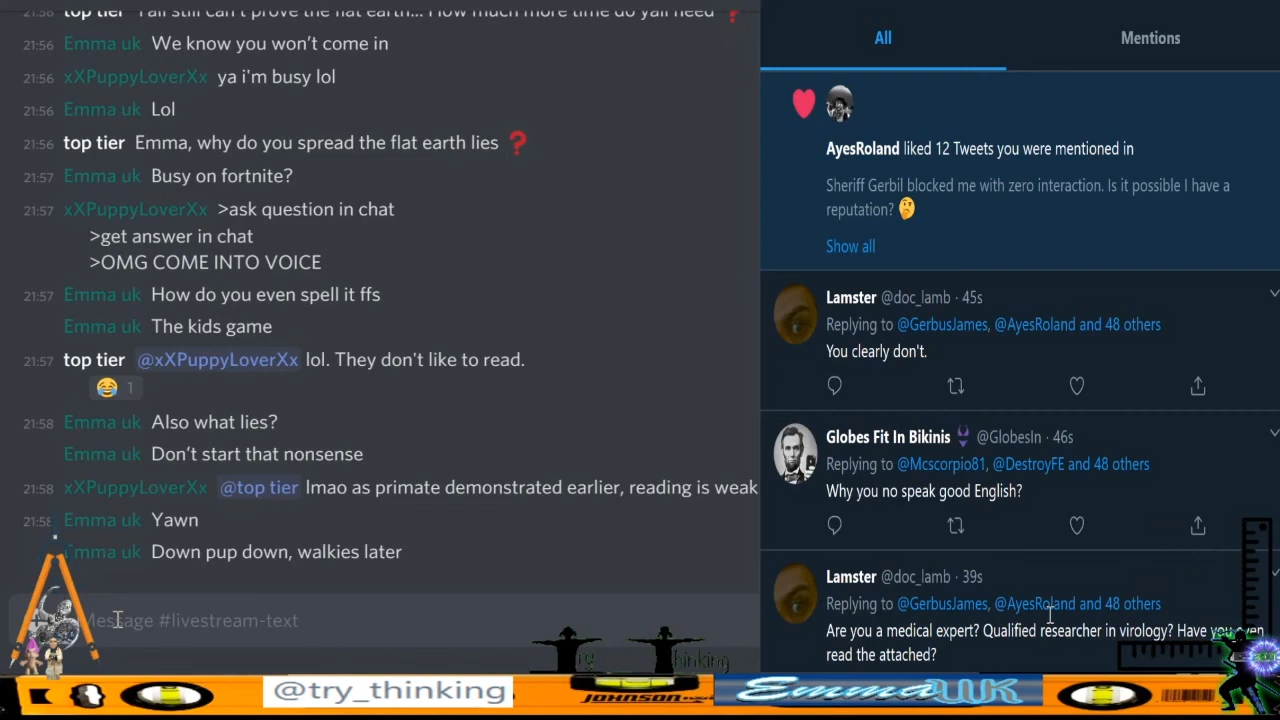 21:56 top tier Yall still can't prove the flat earth... How much more time do yall need ❓
21:56 Emma uk We know you won't come in
21:56 xXPuppyLoverXx ya i'm busy lol
21:56 Emma uk Lol
21:56 top tier Emma, why do you spread the flat earth lies ❓
21:57 Emma uk Busy on fortnite?
21:57 xXPuppyLoverXx >ask question in chat
>get answer in chat
>OMG COME INTO VOICE
21:57 Emma uk How do you even spell it ffs
Emma uk The kids game
21:57 top tier @xXPuppyLoverXx lol. They don't like to read.
😂 1
21:58 Emma uk Also what lies?
Emma uk Don't start that nonsense
21:58 xXPuppyLoverXx @top tier lmao as primate demonstrated earlier, reading is weak
21:58 Emma uk Yawn
Emma uk Down pup down, walkies later
Message #livestream-text
All Mentions
AyesRoland liked 12 Tweets you were mentioned in
Sheriff Gerbil blocked me with zero interaction. Is it possible I have a
reputation? 🤔
Show all
Lamster @doc_lamb · 45s
Replying to @GerbusJames, @AyesRoland and 48 others
You clearly don't.
Globes Fit In Bikinis @GlobesIn · 46s
Replying to @Mcscorpio81, @DestroyFE and 48 others
Why you no speak good English?
Lamster @doc_lamb · 39s
Replying to @GerbusJames, @AyesRoland and 48 others
Are you a medical expert? Qualified researcher in virology? Have you even
read the attached?
Try Thinking
@try_thinking JOHNSON EmmaUK